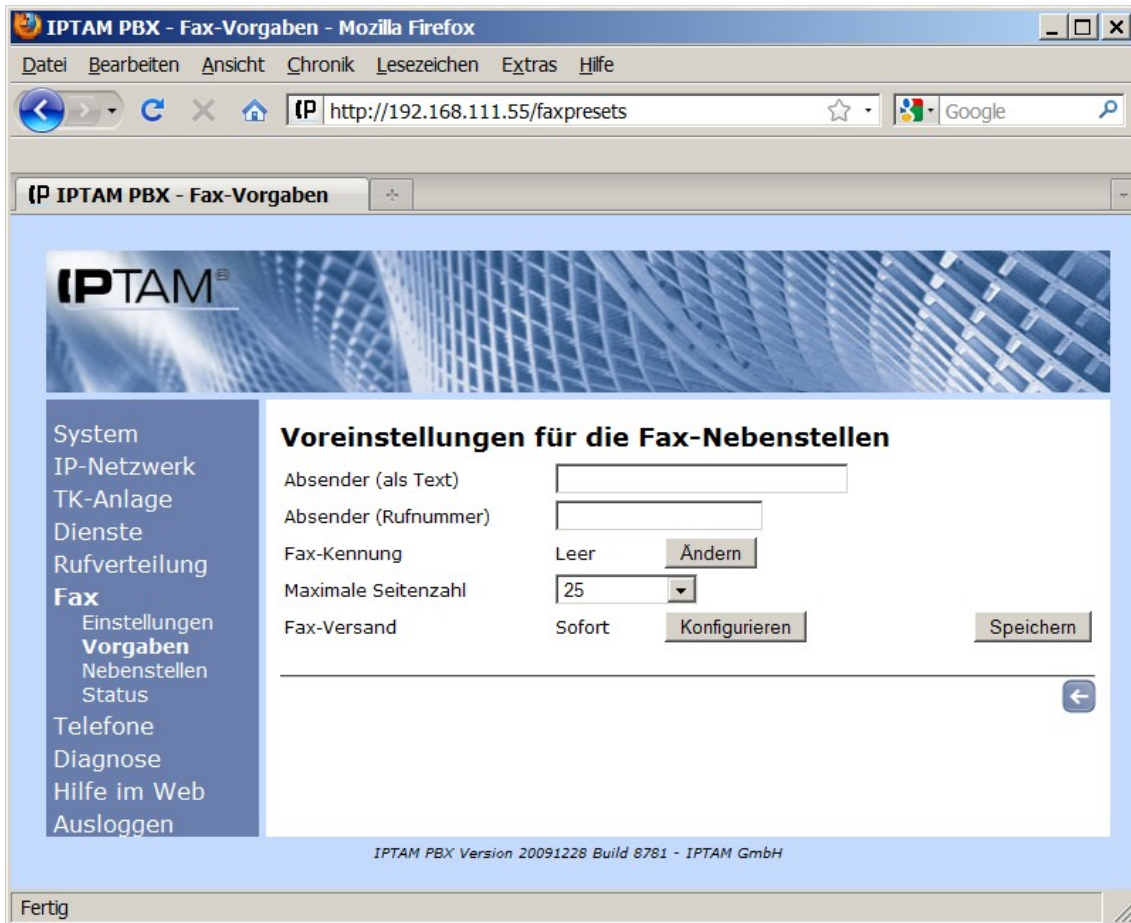 IPTAM PBX - Fax-Vorgaben - Mozilla Firefox
Datei Bearbeiten Ansicht Chronik Lesezeichen Extras Hilfe
(P http://192.168.111.55/faxpresets Google
(P IPTAM PBX - Fax-Vorgaben
IPTAM®
System
IP-Netzwerk
TK-Anlage
Dienste
Rufverteilung
Fax
Einstellungen
Vorgaben
Nebenstellen
Status
Telefone
Diagnose
Hilfe im Web
Ausloggen
Voreinstellungen für die Fax-Nebenstellen
Absender (als Text)
Absender (Rufnummer)
Fax-Kennung Leer Ändern
Maximale Seitenzahl 25
Fax-Versand Sofort Konfigurieren Speichern
IPTAM PBX Version 20091228 Build 8781 - IPTAM GmbH
Fertig